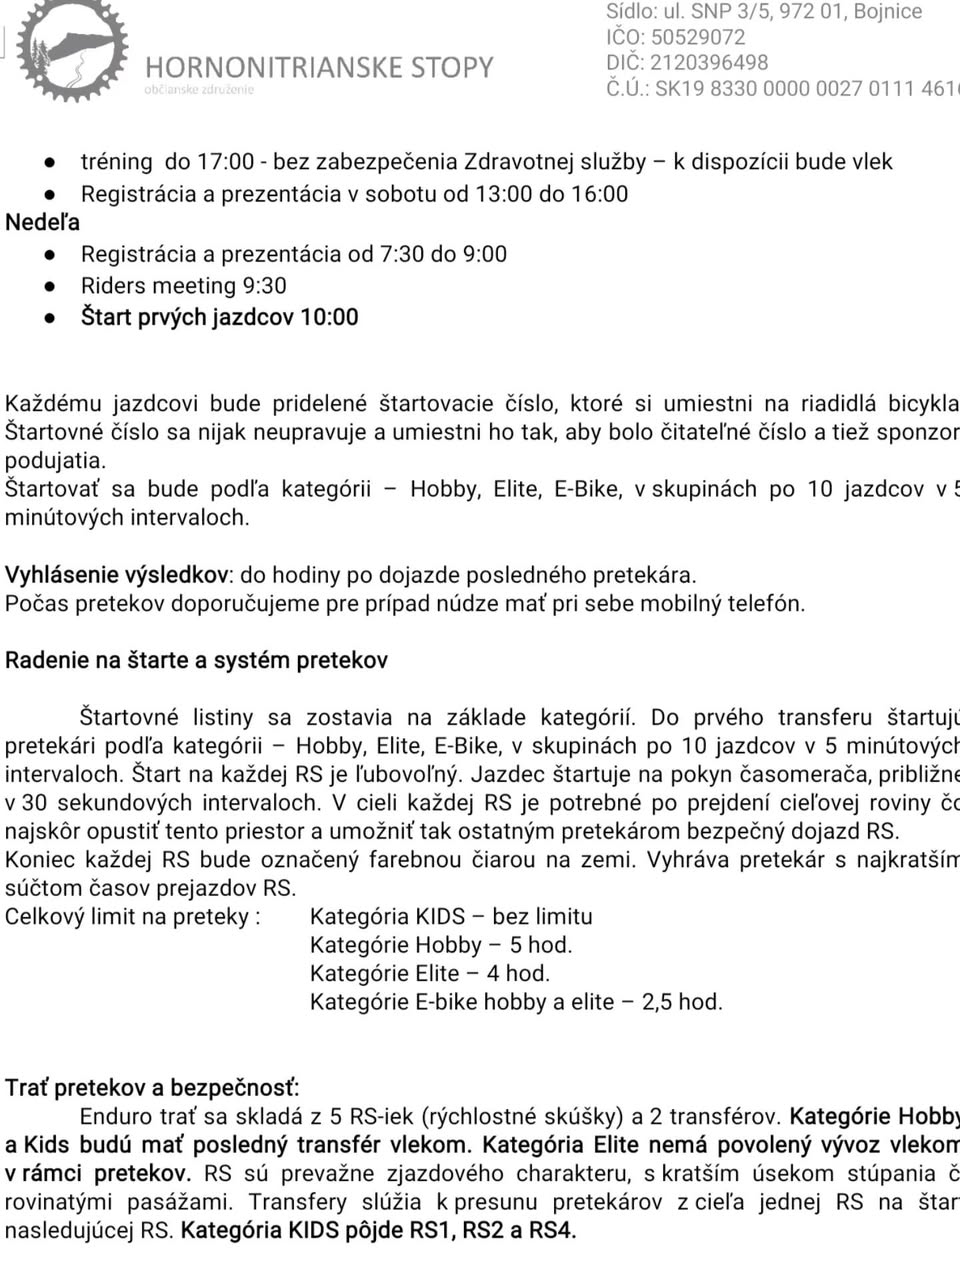 Sídlo: ul. SNP 3/5, 972 01, Bojnice
IČO: 50529072
DIČ: 2120396498
Č.Ú.: SK19 8330 0000 0027 0111 461
HORNONITRIANSKE STOPY
občianske združenie
● tréning do 17:00 - bez zabezpečenia Zdravotnej služby – k dispozícii bude vlek
● Registrácia a prezentácia v sobotu od 13:00 do 16:00
Nedeľa
● Registrácia a prezentácia od 7:30 do 9:00
● Riders meeting 9:30
● Štart prvých jazdcov 10:00
Každému jazdcovi bude pridelené štartovacie číslo, ktoré si umiestni na riadidlá bicykla
Štartovné číslo sa nijak neupravuje a umiestni ho tak, aby bolo čitateľné číslo a tiež sponzor
podujatia.
Štartovať sa bude podľa kategórii – Hobby, Elite, E-Bike, v skupinách po 10 jazdcov v 5
minútových intervaloch.
Vyhlásenie výsledkov: do hodiny po dojazde posledného pretekára.
Počas pretekov doporučujeme pre prípad núdze mať pri sebe mobilný telefón.
Radenie na štarte a systém pretekov
Štartovné listiny sa zostavia na základe kategórií. Do prvého transferu štartujú
pretekári podľa kategórii – Hobby, Elite, E-Bike, v skupinách po 10 jazdcov v 5 minútových
intervaloch. Štart na každej RS je ľubovoľný. Jazdec štartuje na pokyn časomerača, približne
v 30 sekundových intervaloch. V cieli každej RS je potrebné po prejdení cieľovej roviny čo
najskôr opustiť tento priestor a umožniť tak ostatným pretekárom bezpečný dojazd RS.
Koniec každej RS bude označený farebnou čiarou na zemi. Vyhráva pretekár s najkratším
súčtom časov prejazdov RS.
Celkový limit na preteky : Kategória KIDS – bez limitu
Kategórie Hobby – 5 hod.
Kategórie Elite – 4 hod.
Kategórie E-bike hobby a elite – 2,5 hod.
Trať pretekov a bezpečnosť:
Enduro trať sa skladá z 5 RS-iek (rýchlostné skúšky) a 2 transférov. Kategórie Hobby
a Kids budú mať posledný transfér vlekom. Kategória Elite nemá povolený vývoz vlekom
v rámci pretekov. RS sú prevažne zjazdového charakteru, s kratším úsekom stúpania č
rovinatými pasážami. Transfery slúžia k presunu pretekárov z cieľa jednej RS na štar
nasledujúcej RS. Kategória KIDS pôjde RS1, RS2 a RS4.